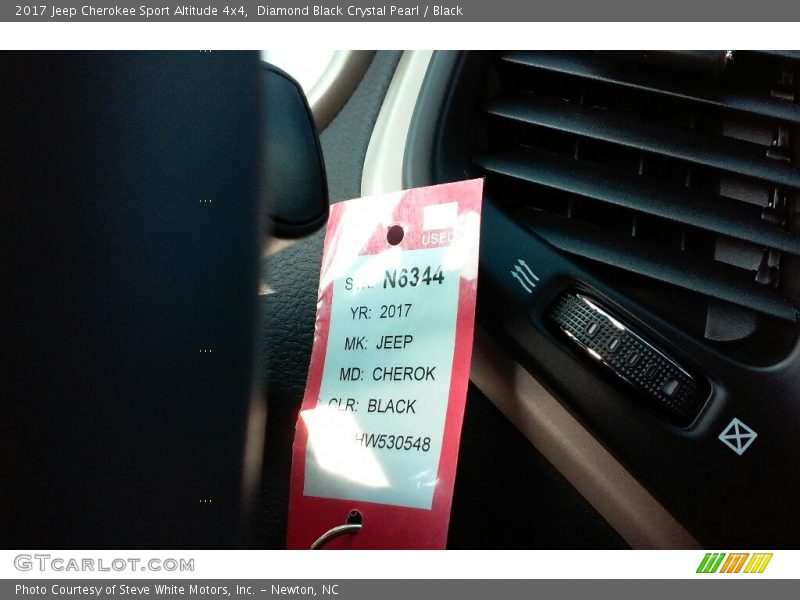 2017 Jeep Cherokee Sport Altitude 4x4, Diamond Black Crystal Pearl / Black
USED
N6344
YR: 2017
MK: JEEP
MD: CHEROK
CLR: BLACK
HW530548
GTCARLOT.COM
Photo Courtesy of Steve White Motors, Inc. – Newton, NC